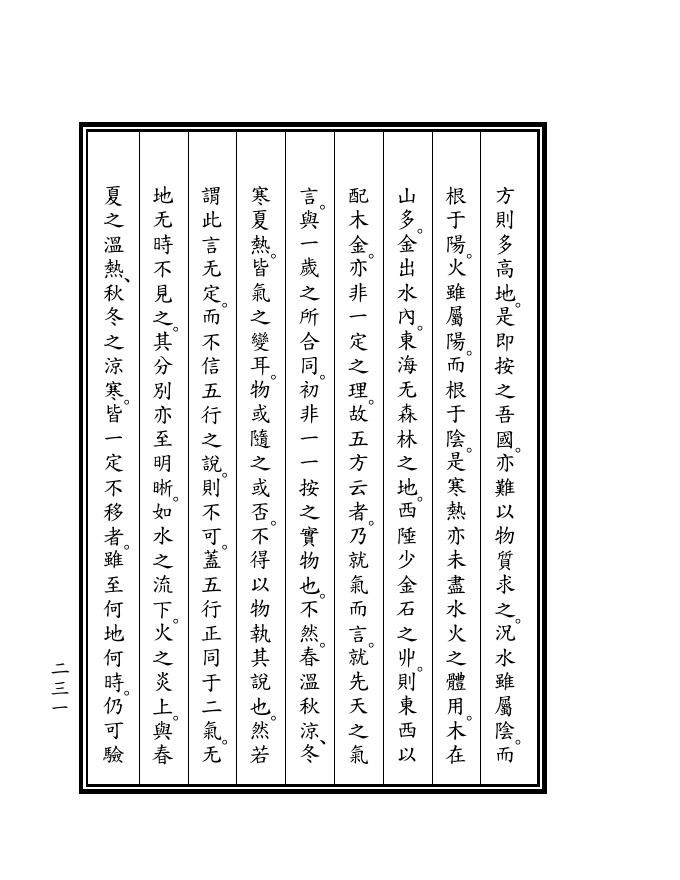 方則多高地。是即按之吾國。亦難以物質求之。況水雖屬陰。而
根于陽。火雖屬陽。而根于陰。是寒熱亦未盡水火之體用。木在
山多。金出水內。東海无森林之地。西陲少金石之丱。則東西以
配木金。亦非一定之理。故五方云者。乃就氣而言。就先天之氣
言。與一歲之所合同。初非一一按之實物也。不然。春溫秋涼、冬
寒夏熱。皆氣之變耳。物或隨之或否。不得以物執其說也。然若
謂此言无定。而不信五行之說。則不可。蓋五行正同于二氣。无
地无時不見之。其分別亦至明晰。如水之流下。火之炎上。與春
夏之溫熱、秋冬之涼寒。皆一定不移者。雖至何地何時。仍可驗
二三一